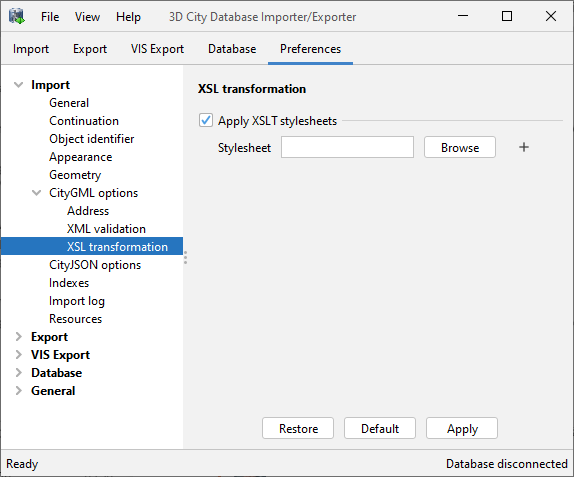 File View Help 3D City Database Importer/Exporter
Import Export VIS Export Database Preferences
Import
General
Continuation
Object identifier
Appearance
Geometry
CityGML options
Address
XML validation
XSL transformation
CityJSON options
Indexes
Import log
Resources
Export
VIS Export
Database
General
XSL transformation
Apply XSLT stylesheets
Stylesheet Browse +
Restore Default Apply
Ready Database disconnected